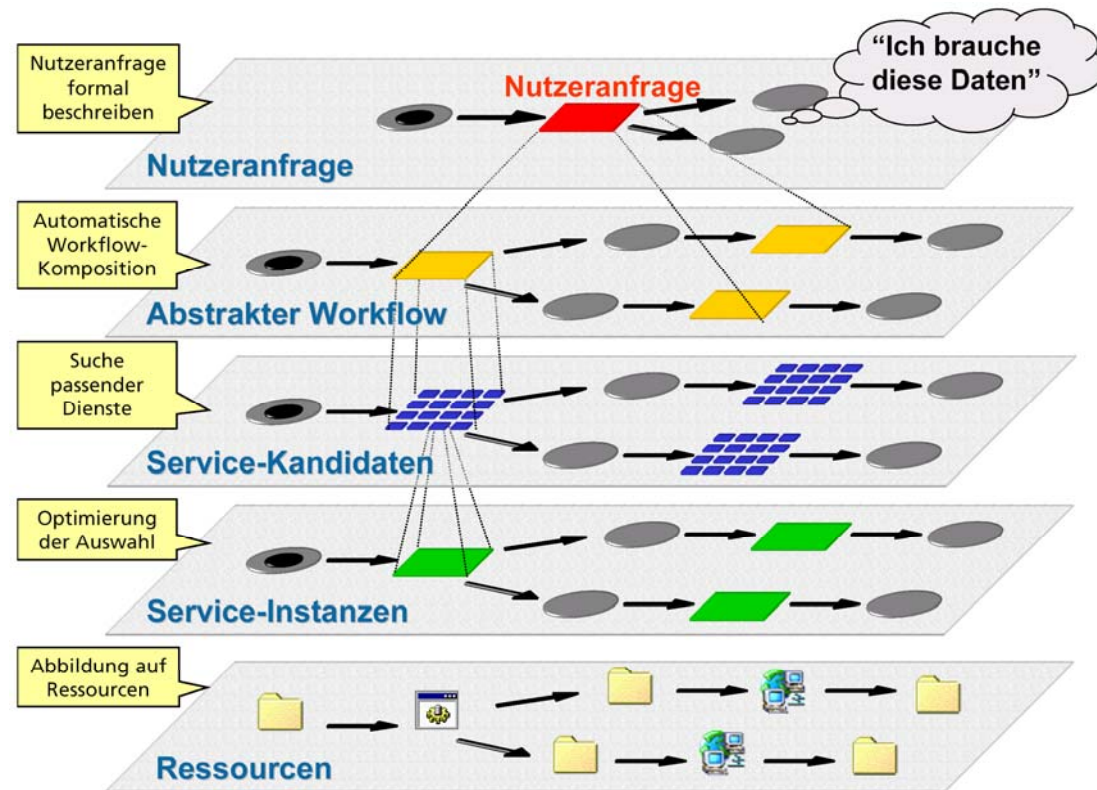 Nutzeranfrage
formal
beschreiben
“Ich brauche
diese Daten”
Nutzeranfrage
Nutzeranfrage
Automatische
Workflow-
Komposition
Abstrakter Workflow
Suche
passender
Dienste
Service-Kandidaten
Optimierung
der Auswahl
Service-Instanzen
Abbildung auf
Ressourcen
Ressourcen